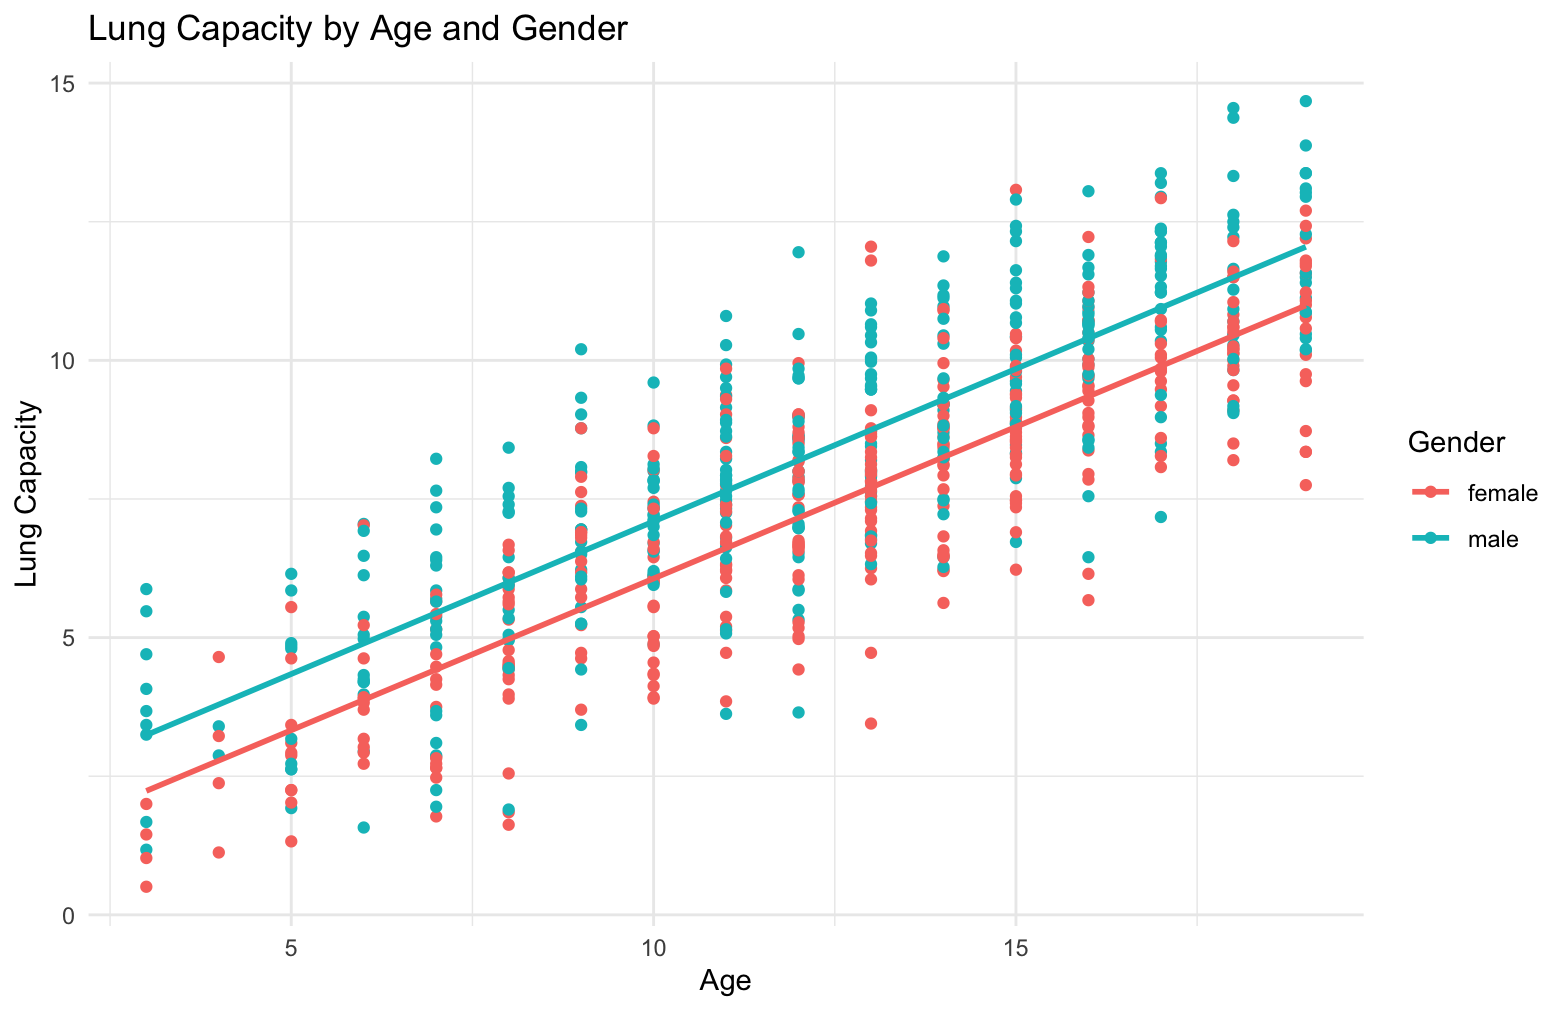 Lung Capacity by Age and Gender
15
10
5
0
Lung Capacity
5 10 15
Age
Gender
female
male